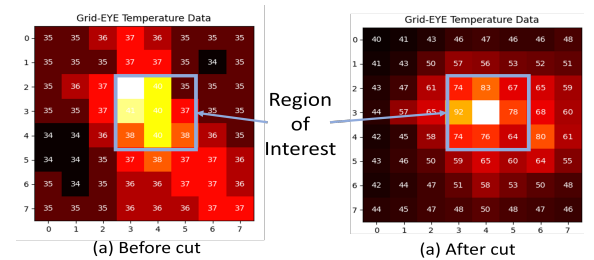 Grid-EYE Temperature Data
0 35 35 36 37 36 35 35 35
1 35 35 36 37 37 35 34 35
2 35 36 37 35 35 35
3 35 35 37 37 35 35
4 34 34 36 38 38 36 35
5 34 35 35 37 38 37 37 36
6 35 34 35 36 36 37 37 36
7 35 35 35 36 36 36 37 37
0 1 2 3 4 5 6 7
(a) Before cut
Region
of
Interest
Grid-EYE Temperature Data
0 40 41 43 46 47 46 46 48
1 43 43 50 57 56 53 52 51
2 43 47 61 74 83 67 65 59
3 44 57 65 92 78 68 60
4 42 45 58 74 76 64 80 61
5 43 46 50 65 60 60 64 55
6 42 44 47 51 58 53 50 48
7 44 45 47 48 50 48 47 46
0 1 2 3 4 5 6 7
(a) After cut